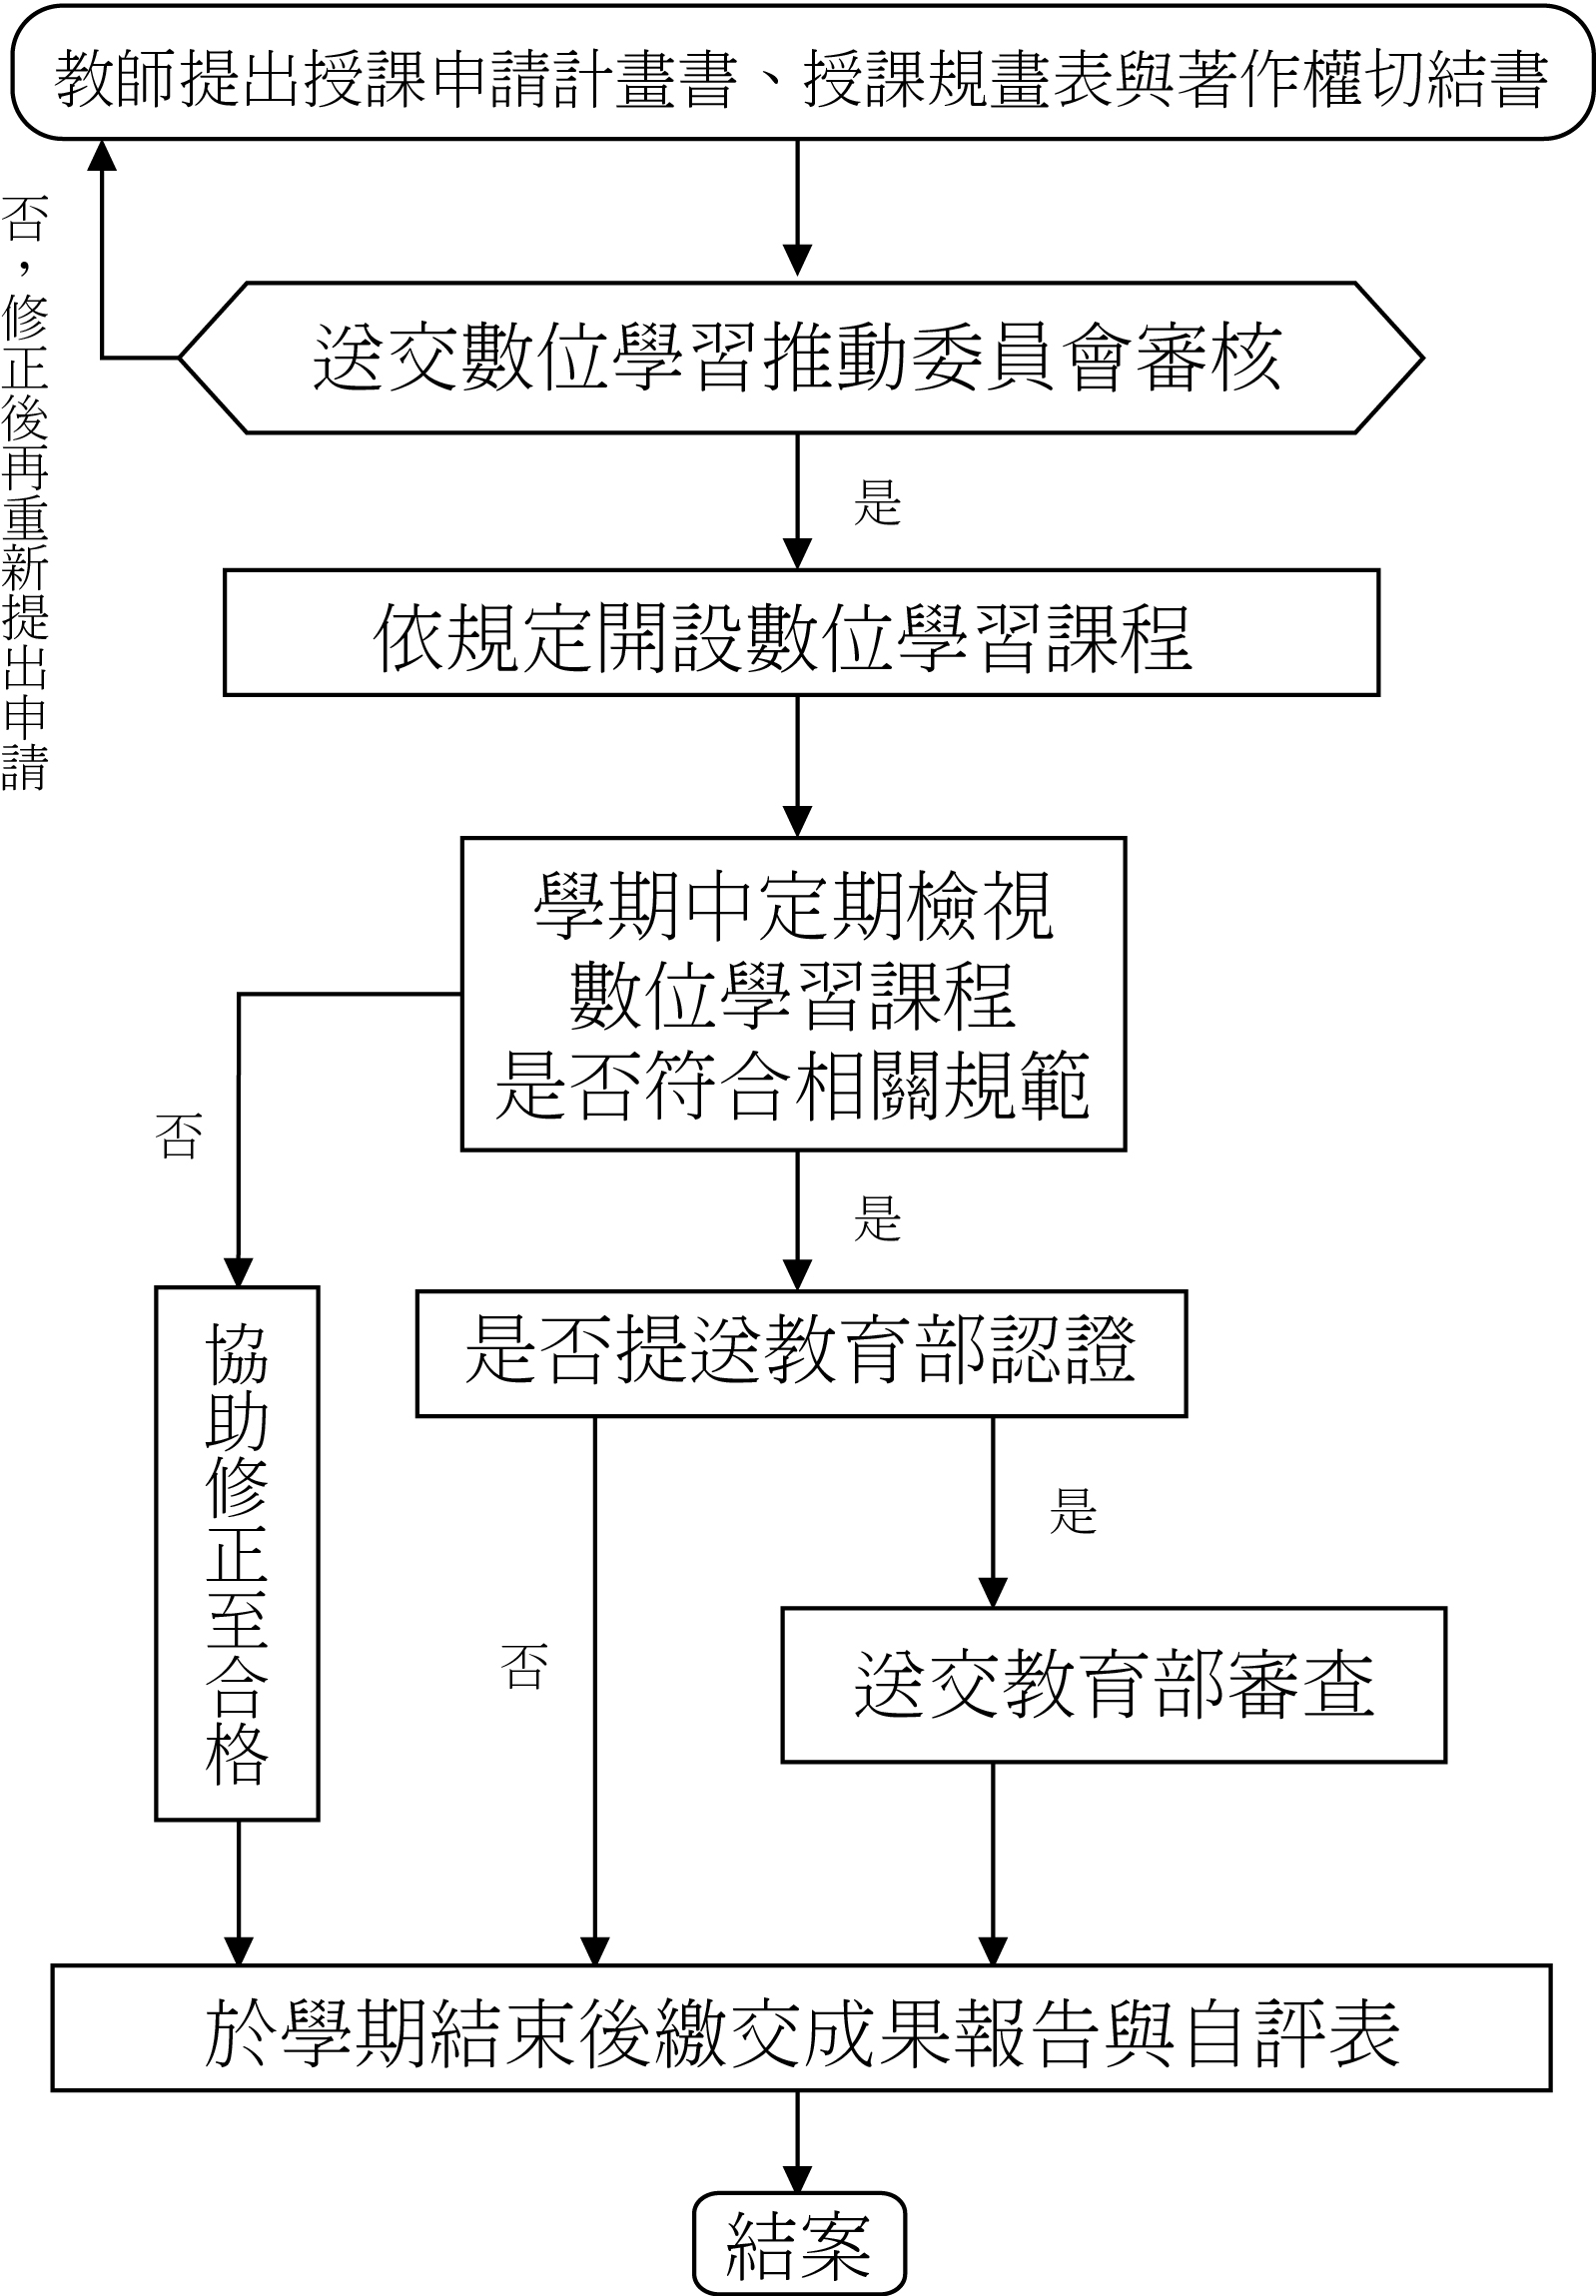 教師提出授課申請計畫書、授課規畫表與著作權切結書
否，修正後再重新提出申請
送交數位學習推動委員會審核
是
依規定開設數位學習課程
學期中定期檢視
數位學習課程
是否符合相關規範
否
是
協助修正至合格
是否提送教育部認證
是
否
送交教育部審查
於學期結束後繳交成果報告與自評表
結案